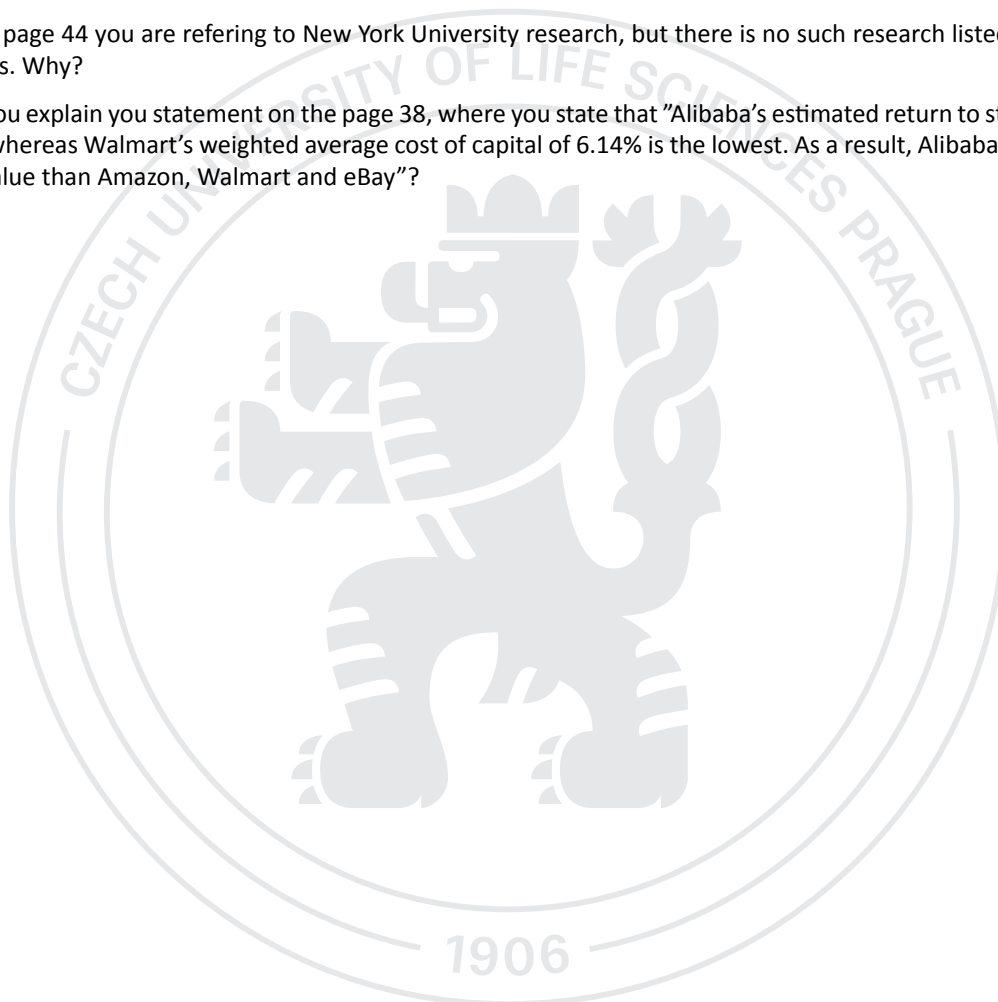 page 44 you are refering to New York University research, but there is no such research listed
s. Why?
ou explain you statement on the page 38, where you state that ”Alibaba’s estimated return to st
whereas Walmart’s weighted average cost of capital of 6.14% is the lowest. As a result, Alibaba
alue than Amazon, Walmart and eBay”?
CZECH UNIVERSITY OF LIFE SCIENCES PRAGUE
1906